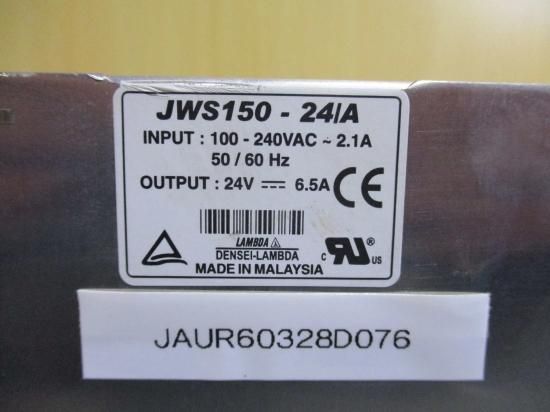 JWS150 - 24/A
INPUT : 100 - 240VAC ~ 2.1A
50 / 60 Hz
OUTPUT : 24V ⎓ 6.5A
CE
LAMBDA
DENSEI-LAMBDA
MADE IN MALAYSIA
c RU ® US
JAUR60328D076